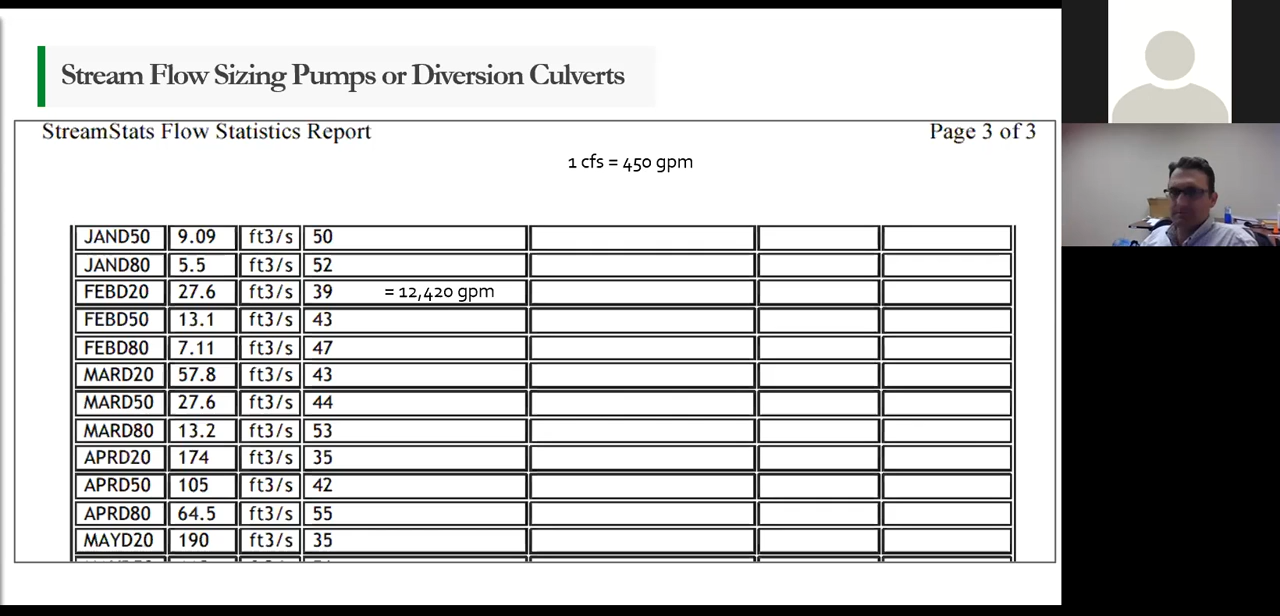 Stream Flow Sizing Pumps or Diversion Culverts
StreamStats Flow Statistics Report Page 3 of 3
1 cfs = 450 gpm
JAND50 9.09 ft3/s 50
JAND80 5.5 ft3/s 52
FEBD20 27.6 ft3/s 39 = 12,420 gpm
FEBD50 13.1 ft3/s 43
FEBD80 7.11 ft3/s 47
MARD20 57.8 ft3/s 43
MARD50 27.6 ft3/s 44
MARD80 13.2 ft3/s 53
APRD20 174 ft3/s 35
APRD50 105 ft3/s 42
APRD80 64.5 ft3/s 55
MAYD20 190 ft3/s 35